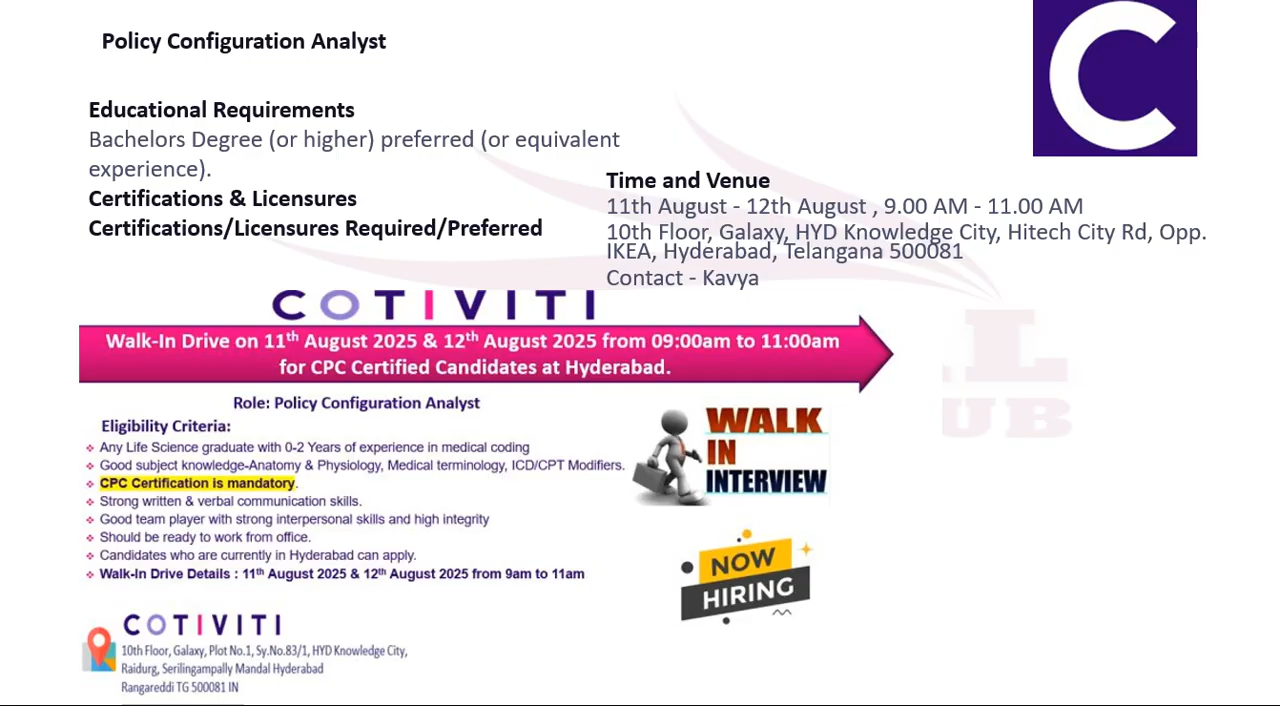 Policy Configuration Analyst
C
Educational Requirements
Bachelors Degree (or higher) preferred (or equivalent
experience).
Certifications & Licensures
Certifications/Licensures Required/Preferred
Time and Venue
11th August - 12th August , 9.00 AM - 11.00 AM
10th Floor, Galaxy, HYD Knowledge City, Hitech City Rd, Opp.
IKEA, Hyderabad, Telangana 500081
Contact - Kavya
COTIVITI
Walk-In Drive on 11th August 2025 & 12th August 2025 from 09:00am to 11:00am
for CPC Certified Candidates at Hyderabad.
Role: Policy Configuration Analyst
Eligibility Criteria:
Any Life Science graduate with 0-2 Years of experience in medical coding
Good subject knowledge-Anatomy & Physiology, Medical terminology, ICD/CPT Modifiers.
CPC Certification is mandatory.
Strong written & verbal communication skills.
Good team player with strong interpersonal skills and high integrity
Should be ready to work from office.
Candidates who are currently in Hyderabad can apply.
Walk-In Drive Details : 11th August 2025 & 12th August 2025 from 9am to 11am
WALK
IN
INTERVIEW
NOW
HIRING
COTIVITI
10th Floor, Galaxy, Plot No.1, Sy.No.83/1, HYD Knowledge City,
Raidurg, Serilingampally Mandal Hyderabad
Rangareddi TG 500081 IN